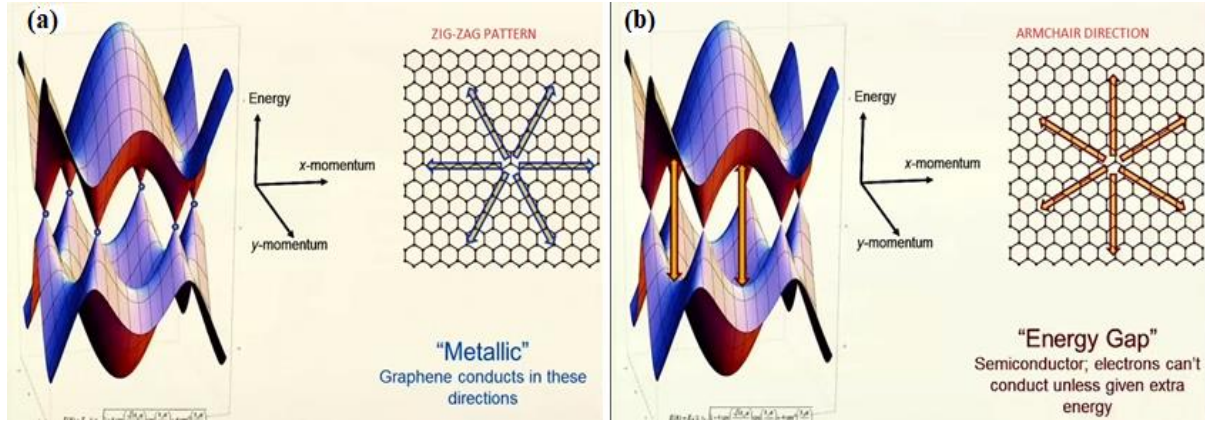 (a)
ZIG-ZAG PATTERN
Energy
x-momentum
y-momentum
"Metallic"
Graphene conducts in these
directions
(b)
ARMCHAIR DIRECTION
Energy
x-momentum
y-momentum
"Energy Gap"
Semiconductor; electrons can't
conduct unless given extra
energy